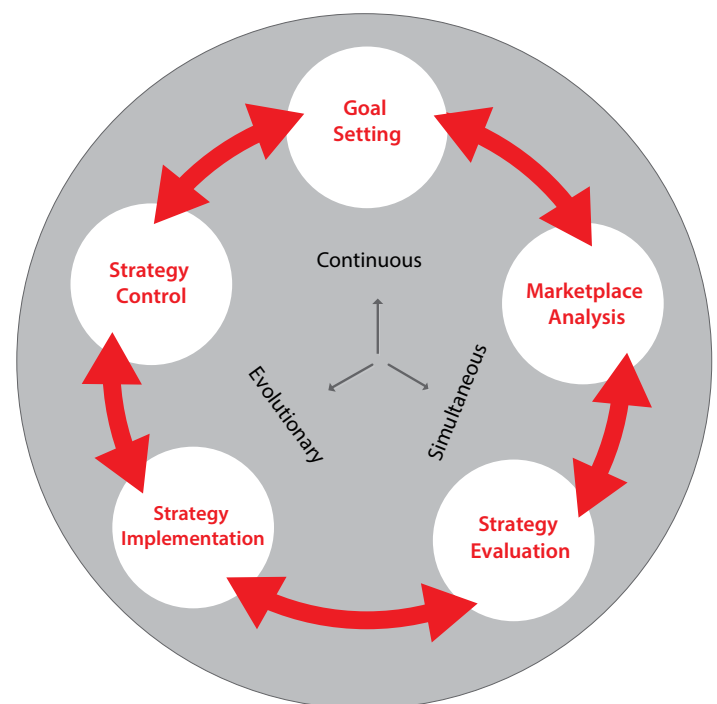 Goal
Setting
Marketplace
Analysis
Strategy
Evaluation
Strategy
Implementation
Strategy
Control
Continuous
Simultaneous
Evolutionary